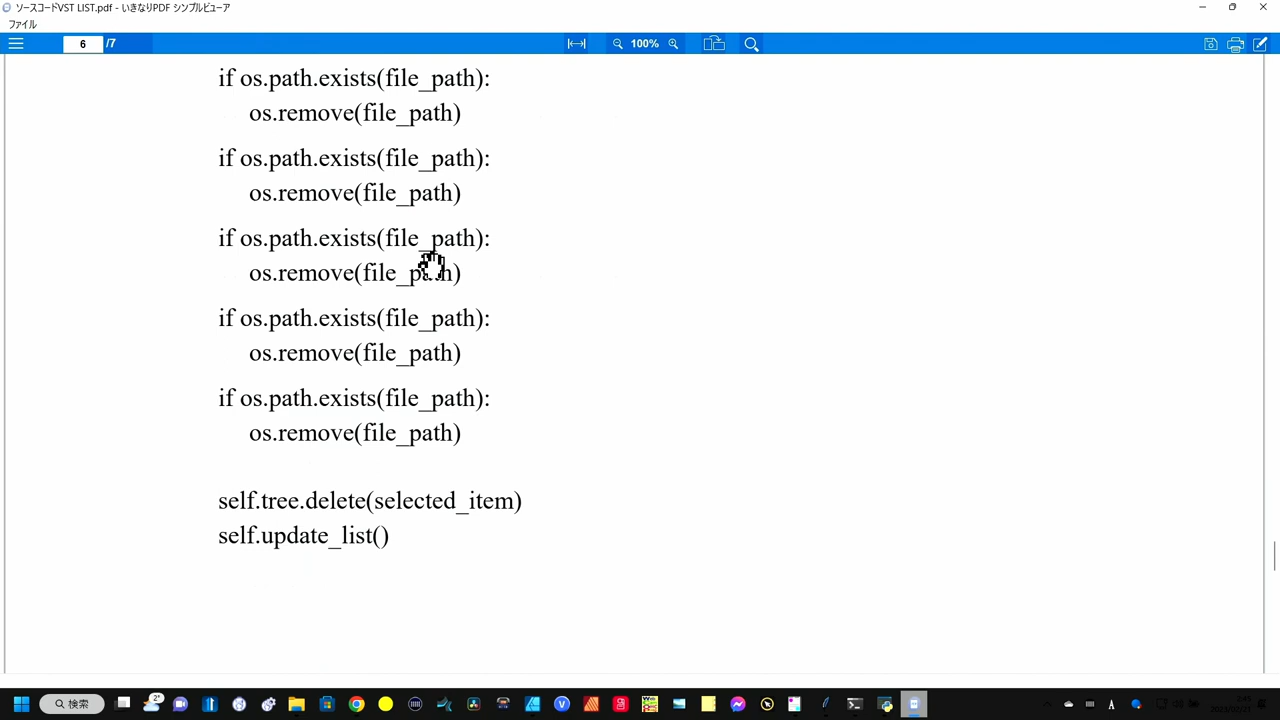 ソースコードVST LIST.pdf - いきなりPDF シンプルビューア
ファイル
6 /7
100%
if os.path.exists(file_path):
os.remove(file_path)
if os.path.exists(file_path):
os.remove(file_path)
if os.path.exists(file_path):
os.remove(file_path)
if os.path.exists(file_path):
os.remove(file_path)
if os.path.exists(file_path):
os.remove(file_path)
self.tree.delete(selected_item)
self.update_list()
検索
2°
A